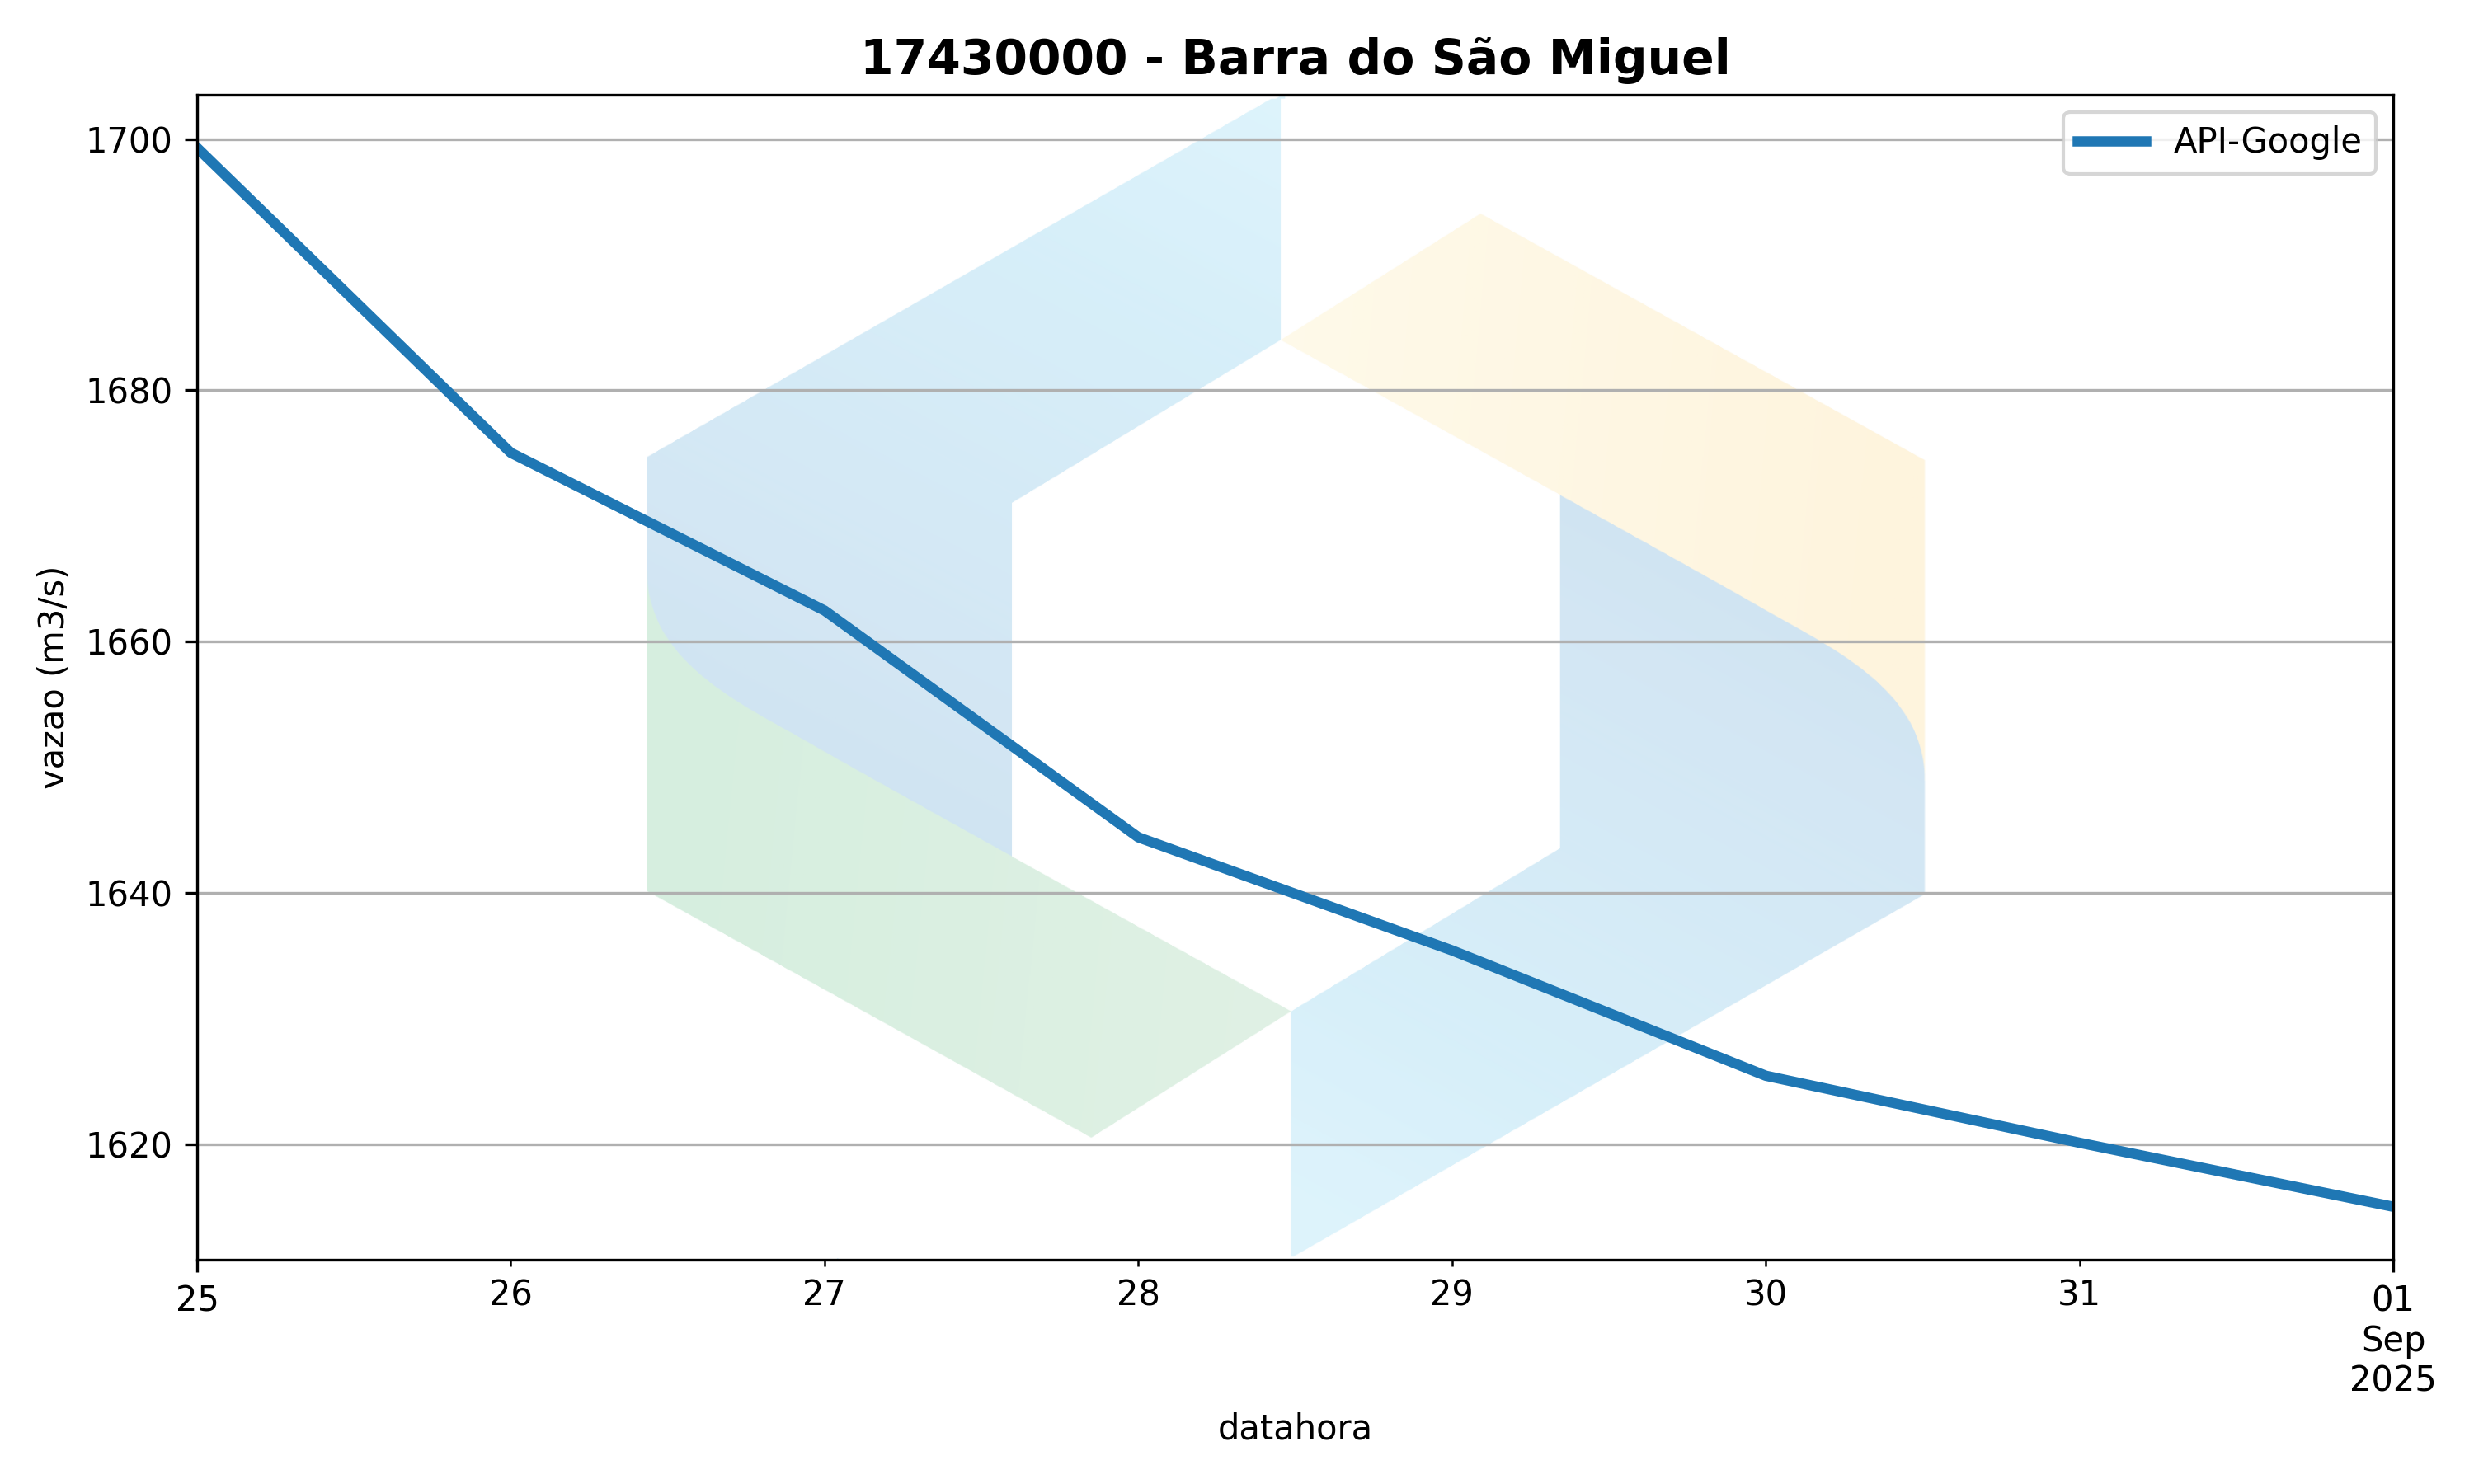 17430000 - Barra do São Miguel
API-Google
vazao (m3/s)
1700
1680
1660
1640
1620
25 26 27 28 29 30 31 01
Sep
2025
datahora